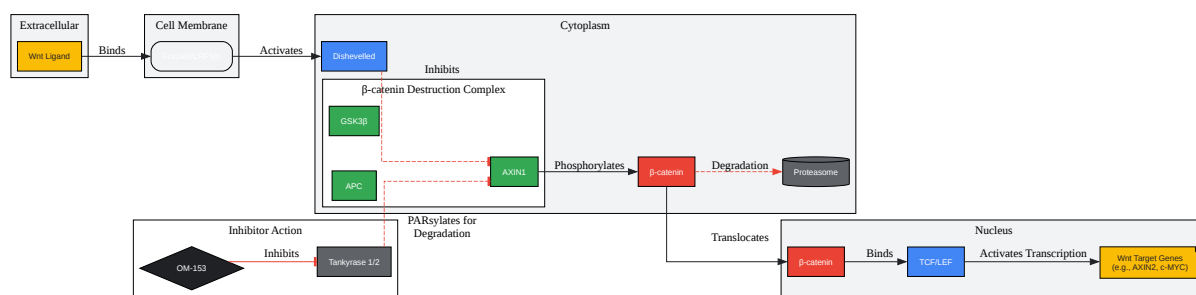 Extracellular
Wnt Ligand
Binds
Cell Membrane
Activates
Cytoplasm
Dishevelled
Inhibits
β-catenin Destruction Complex
GSK3β
APC
AXIN1
Phosphorylates
β-catenin
Degradation
Proteasome
PARsylates for
Degradation
Inhibitor Action
OM-153
Inhibits
Tankyrase 1/2
Translocates
Nucleus
β-catenin
Binds
TCF/LEF
Activates Transcription
Wnt Target Genes
(e.g., AXIN2, c-MYC)